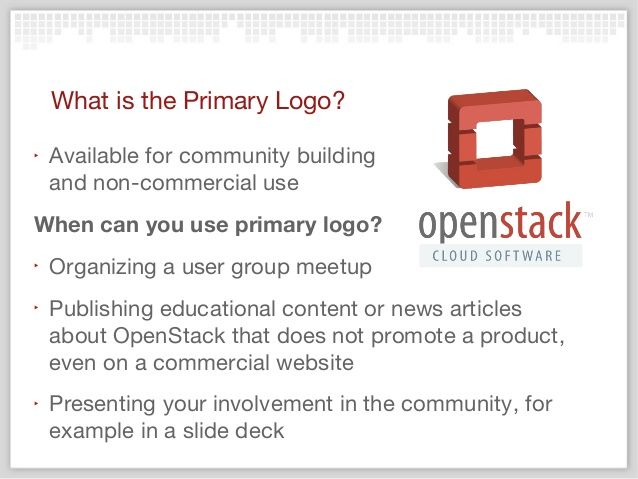 What is the Primary Logo?
‣ Available for community building
and non-commercial use
When can you use primary logo?
‣ Organizing a user group meetup
‣ Publishing educational content or news articles
about OpenStack that does not promote a product,
even on a commercial website
‣ Presenting your involvement in the community, for
example in a slide deck
openstack™
CLOUD SOFTWARE